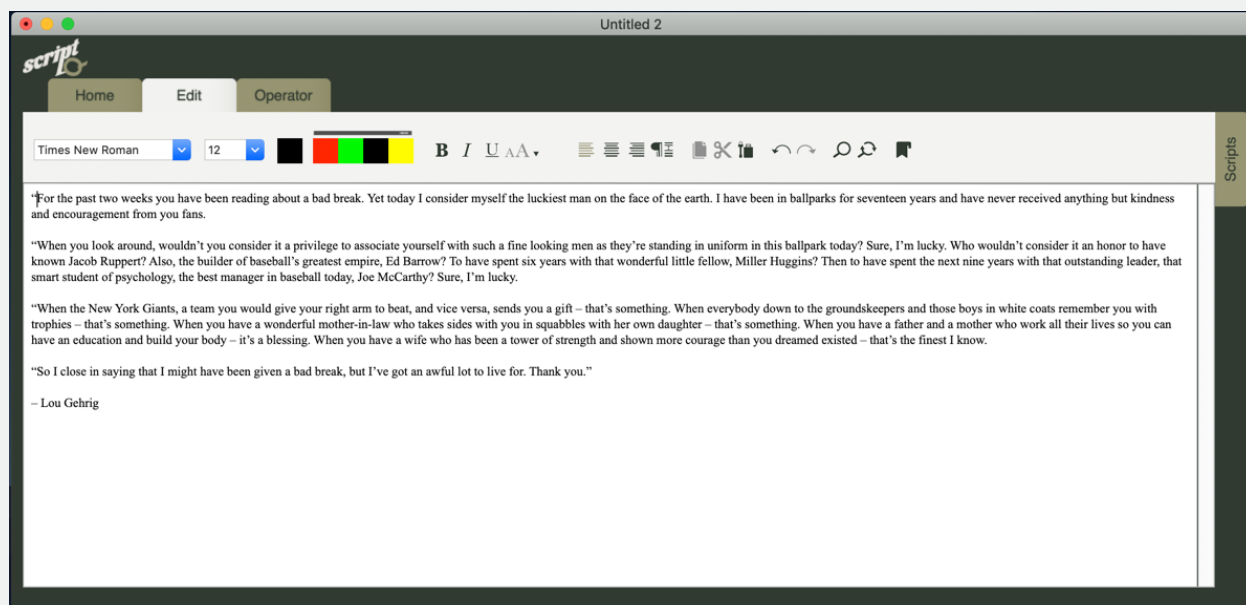 Untitled 2
script
Home Edit Operator
Times New Roman 12 B I U AA
Scripts
“For the past two weeks you have been reading about a bad break. Yet today I consider myself the luckiest man on the face of the earth. I have been in ballparks for seventeen years and have never received anything but kindness
and encouragement from you fans.
“When you look around, wouldn’t you consider it a privilege to associate yourself with such a fine looking men as they’re standing in uniform in this ballpark today? Sure, I’m lucky. Who wouldn’t consider it an honor to have
known Jacob Ruppert? Also, the builder of baseball’s greatest empire, Ed Barrow? To have spent six years with that wonderful little fellow, Miller Huggins? Then to have spent the next nine years with that outstanding leader, that
smart student of psychology, the best manager in baseball today, Joe McCarthy? Sure, I’m lucky.
“When the New York Giants, a team you would give your right arm to beat, and vice versa, sends you a gift – that’s something. When everybody down to the groundskeepers and those boys in white coats remember you with
trophies – that’s something. When you have a wonderful mother-in-law who takes sides with you in squabbles with her own daughter – that’s something. When you have a father and a mother who work all their lives so you can
have an education and build your body – it’s a blessing. When you have a wife who has been a tower of strength and shown more courage than you dreamed existed – that’s the finest I know.
“So I close in saying that I might have been given a bad break, but I’ve got an awful lot to live for. Thank you.”
– Lou Gehrig